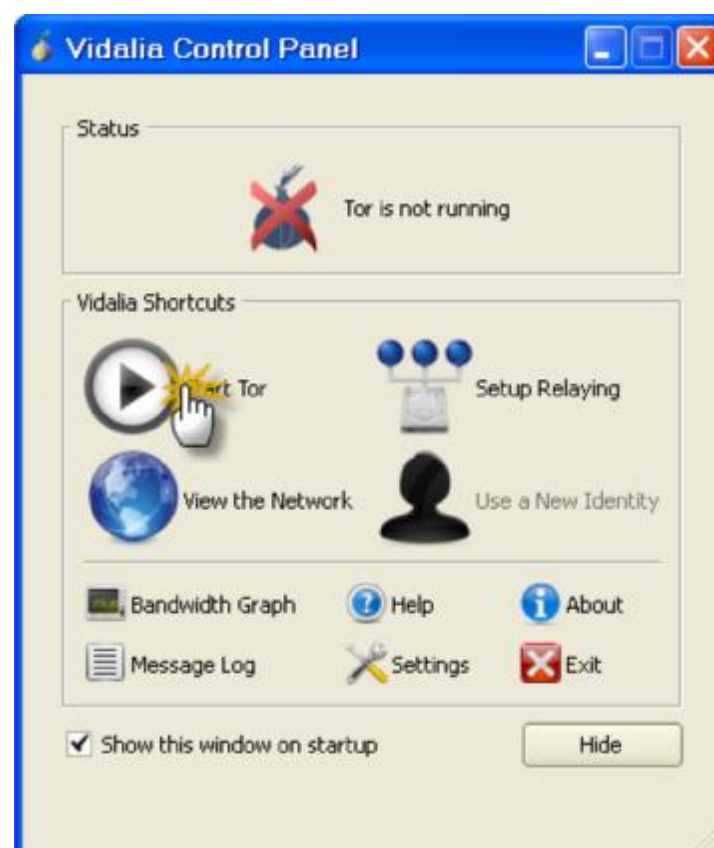 Vidalia Control Panel
Status
Tor is not running
Vidalia Shortcuts
Tor
Setup Relaying
View the Network
Use a New Identity
Bandwidth Graph
Help
About
Message Log
Settings
Exit
Show this window on startup
Hide